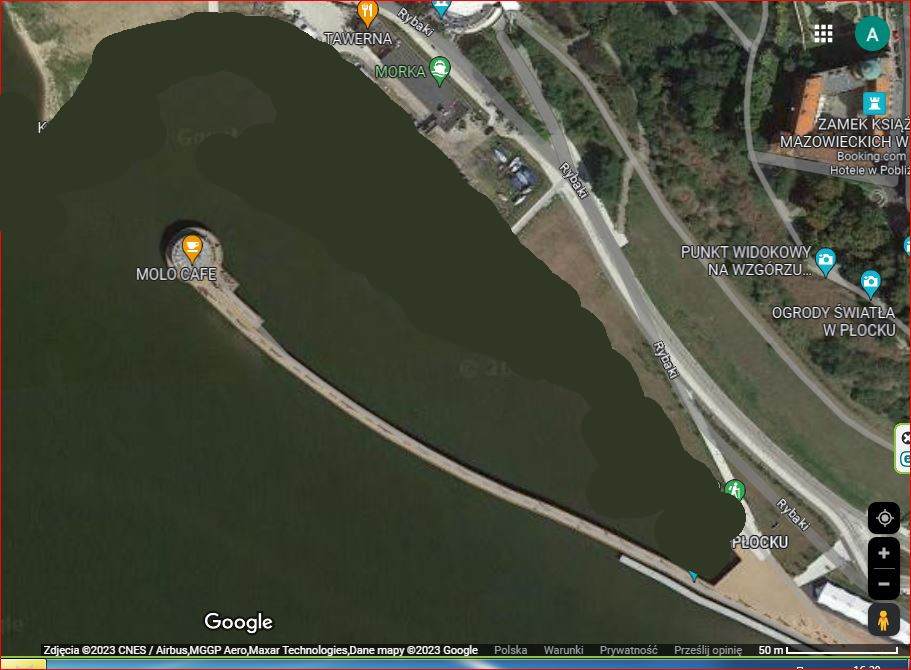 Rybaki
TAWERNA
MORKA
ZAMEK KSIĄŻ
MAZOWIECKICH W
Booking.com
Hotele w Pobliż
Rybaki
PUNKT WIDOKOWY
NA WZGÓRZU...
MOLO CAFE
OGRODY ŚWIATŁA
W PŁOCKU
Rybaki
Rybaki
PŁOCKU
Google
Zdjęcia ©2023 CNES / Airbus,MGGP Aero,Maxar Technologies,Dane mapy ©2023 Google Polska Warunki Prywatność Prześlij opinię 50 m
A